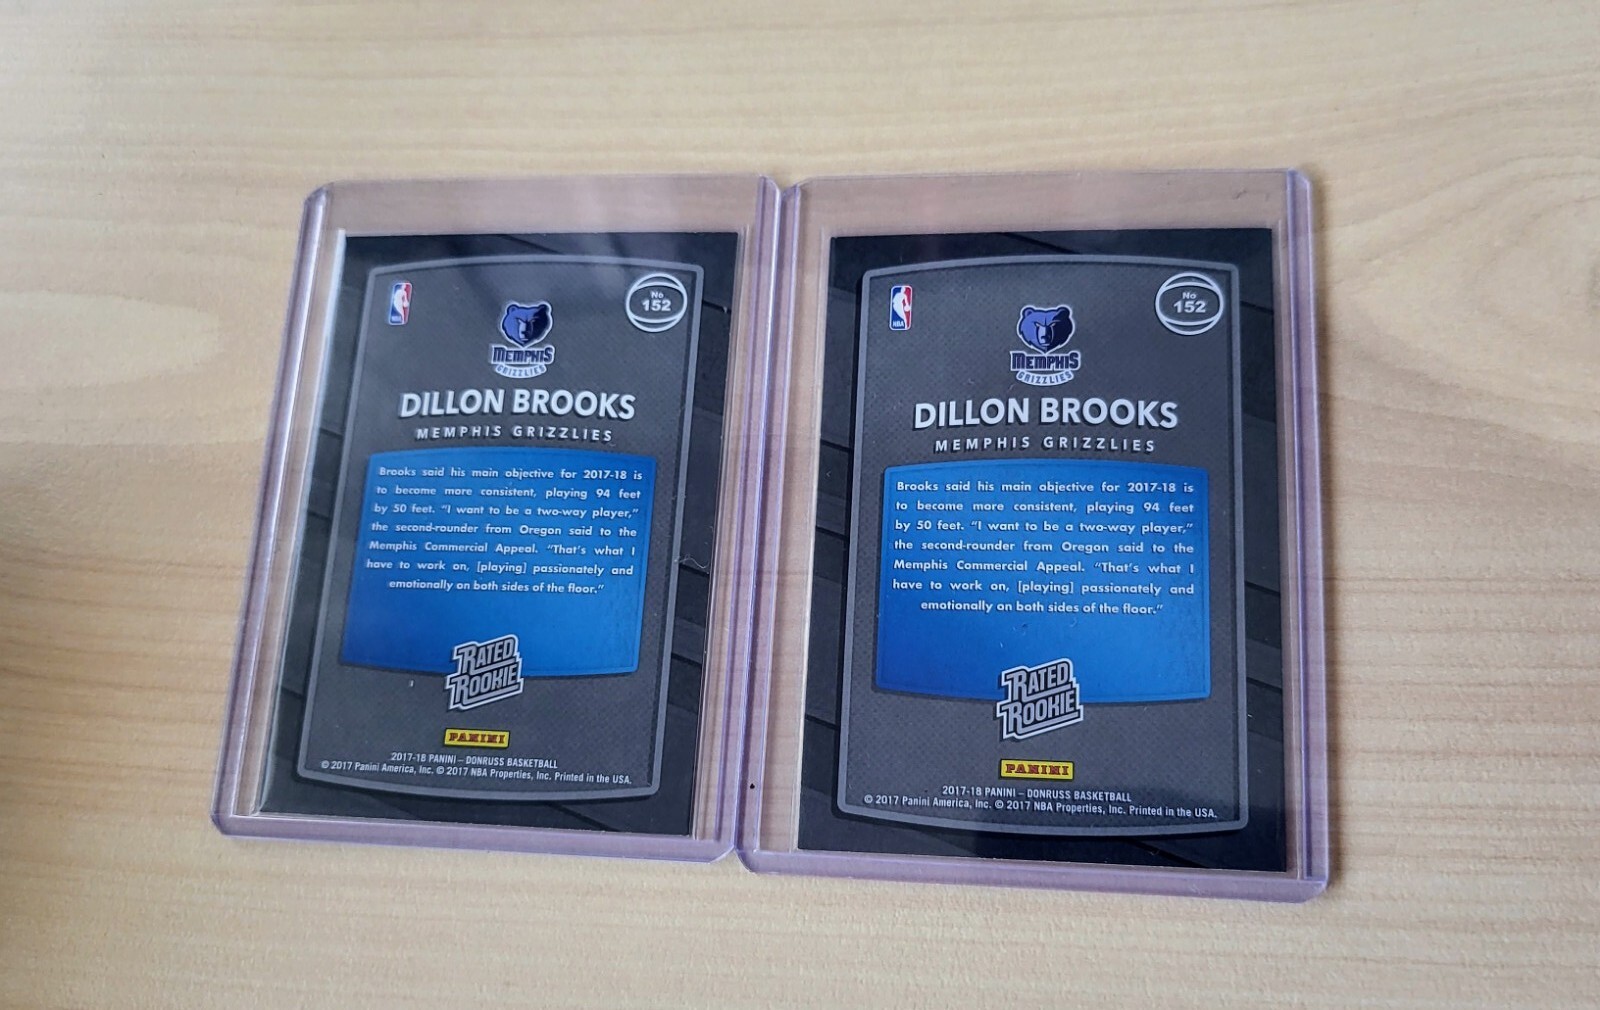 NBA
No
152
MEMPHIS
GRIZZLIES
DILLON BROOKS
MEMPHIS GRIZZLIES
Brooks said his main objective for 2017-18 is
to become more consistent, playing 94 feet
by 50 feet. “I want to be a two-way player,”
the second-rounder from Oregon said to the
Memphis Commercial Appeal. “That’s what I
have to work on, [playing] passionately and
emotionally on both sides of the floor.”
RATED
ROOKIE
PANINI
2017-18 PANINI – DONRUSS BASKETBALL
© 2017 Panini America, Inc. © 2017 NBA Properties, Inc. Printed in the USA.
NBA
No
152
MEMPHIS
GRIZZLIES
DILLON BROOKS
MEMPHIS GRIZZLIES
Brooks said his main objective for 2017-18 is
to become more consistent, playing 94 feet
by 50 feet. “I want to be a two-way player,”
the second-rounder from Oregon said to the
Memphis Commercial Appeal. “That’s what I
have to work on, [playing] passionately and
emotionally on both sides of the floor.”
RATED
ROOKIE
PANINI
2017-18 PANINI – DONRUSS BASKETBALL
© 2017 Panini America, Inc. © 2017 NBA Properties, Inc. Printed in the USA.